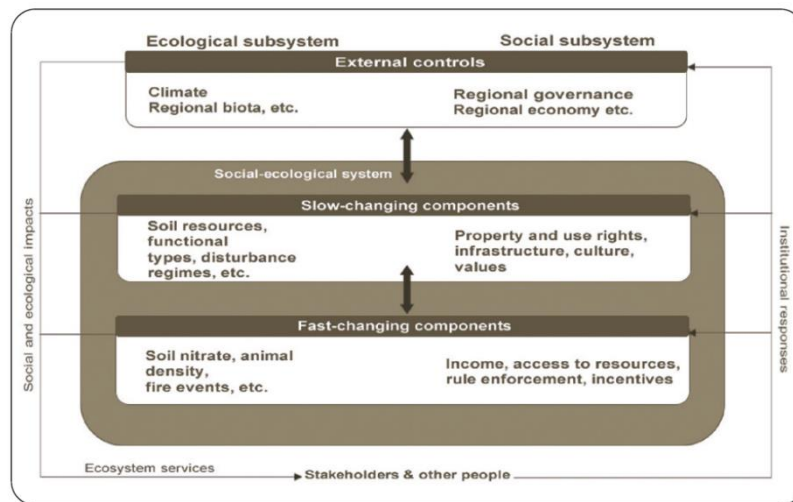 Ecological subsystem
Social subsystem
External controls
Climate
Regional biota, etc.
Regional governance
Regional economy etc.
Social-ecological system
Slow-changing components
Soil resources,
functional
types, disturbance
regimes, etc.
Property and use rights,
infrastructure, culture,
values
Fast-changing components
Soil nitrate, animal
density,
fire events, etc.
Income, access to resources,
rule enforcement, incentives
Social and ecological impacts
Institutional responses
Ecosystem services
Stakeholders & other people